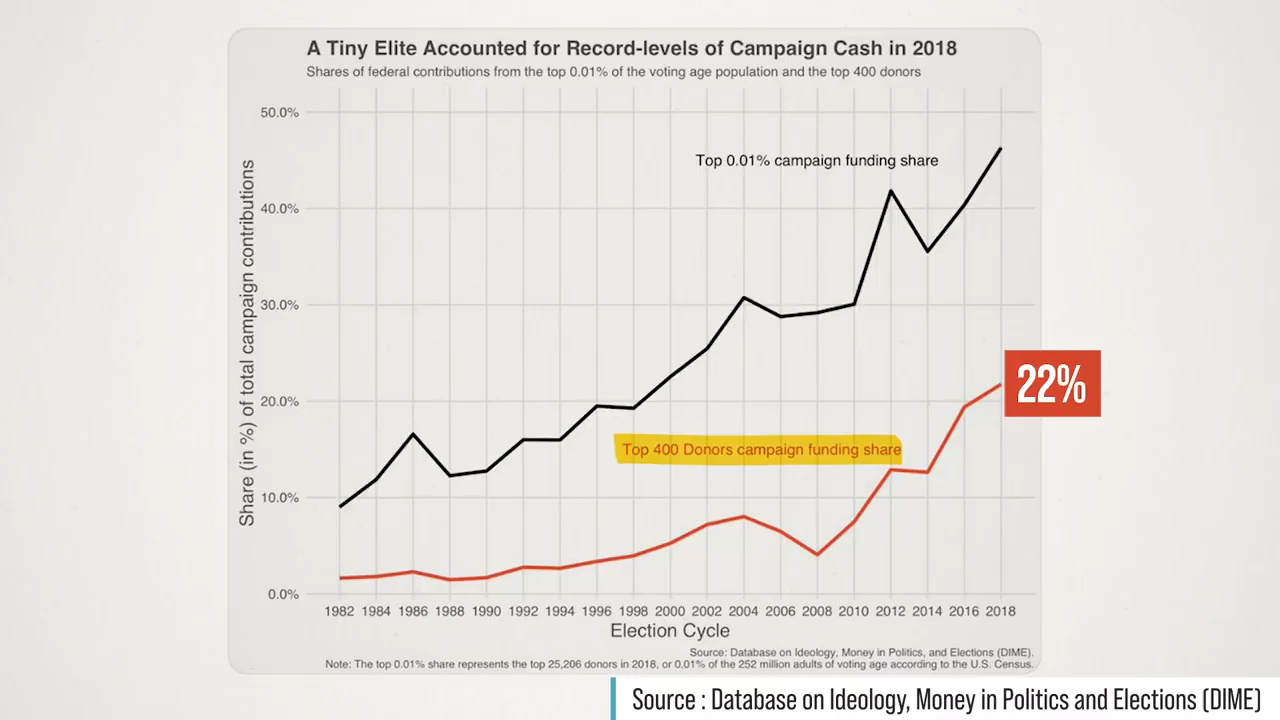 A Tiny Elite Accounted for Record-levels of Campaign Cash in 2018
Shares of federal contributions from the top 0.01% of the voting age population and the top 400 donors
Share (in %) of total campaign contributions
50.0%
40.0%
30.0%
20.0%
10.0%
0.0%
Top 0.01% campaign funding share
22%
Top 400 Donors campaign funding share
1982 1984 1986 1988 1990 1992 1994 1996 1998 2000 2002 2004 2006 2008 2010 2012 2014 2016 2018
Election Cycle
Source: Database on Ideology, Money in Politics, and Elections (DIME).
Note: The top 0.01% share represents the top 25,206 donors in 2018, or 0.01% of the 252 million adults of voting age according to the U.S. Census.
Source : Database on Ideology, Money in Politics and Elections (DIME)